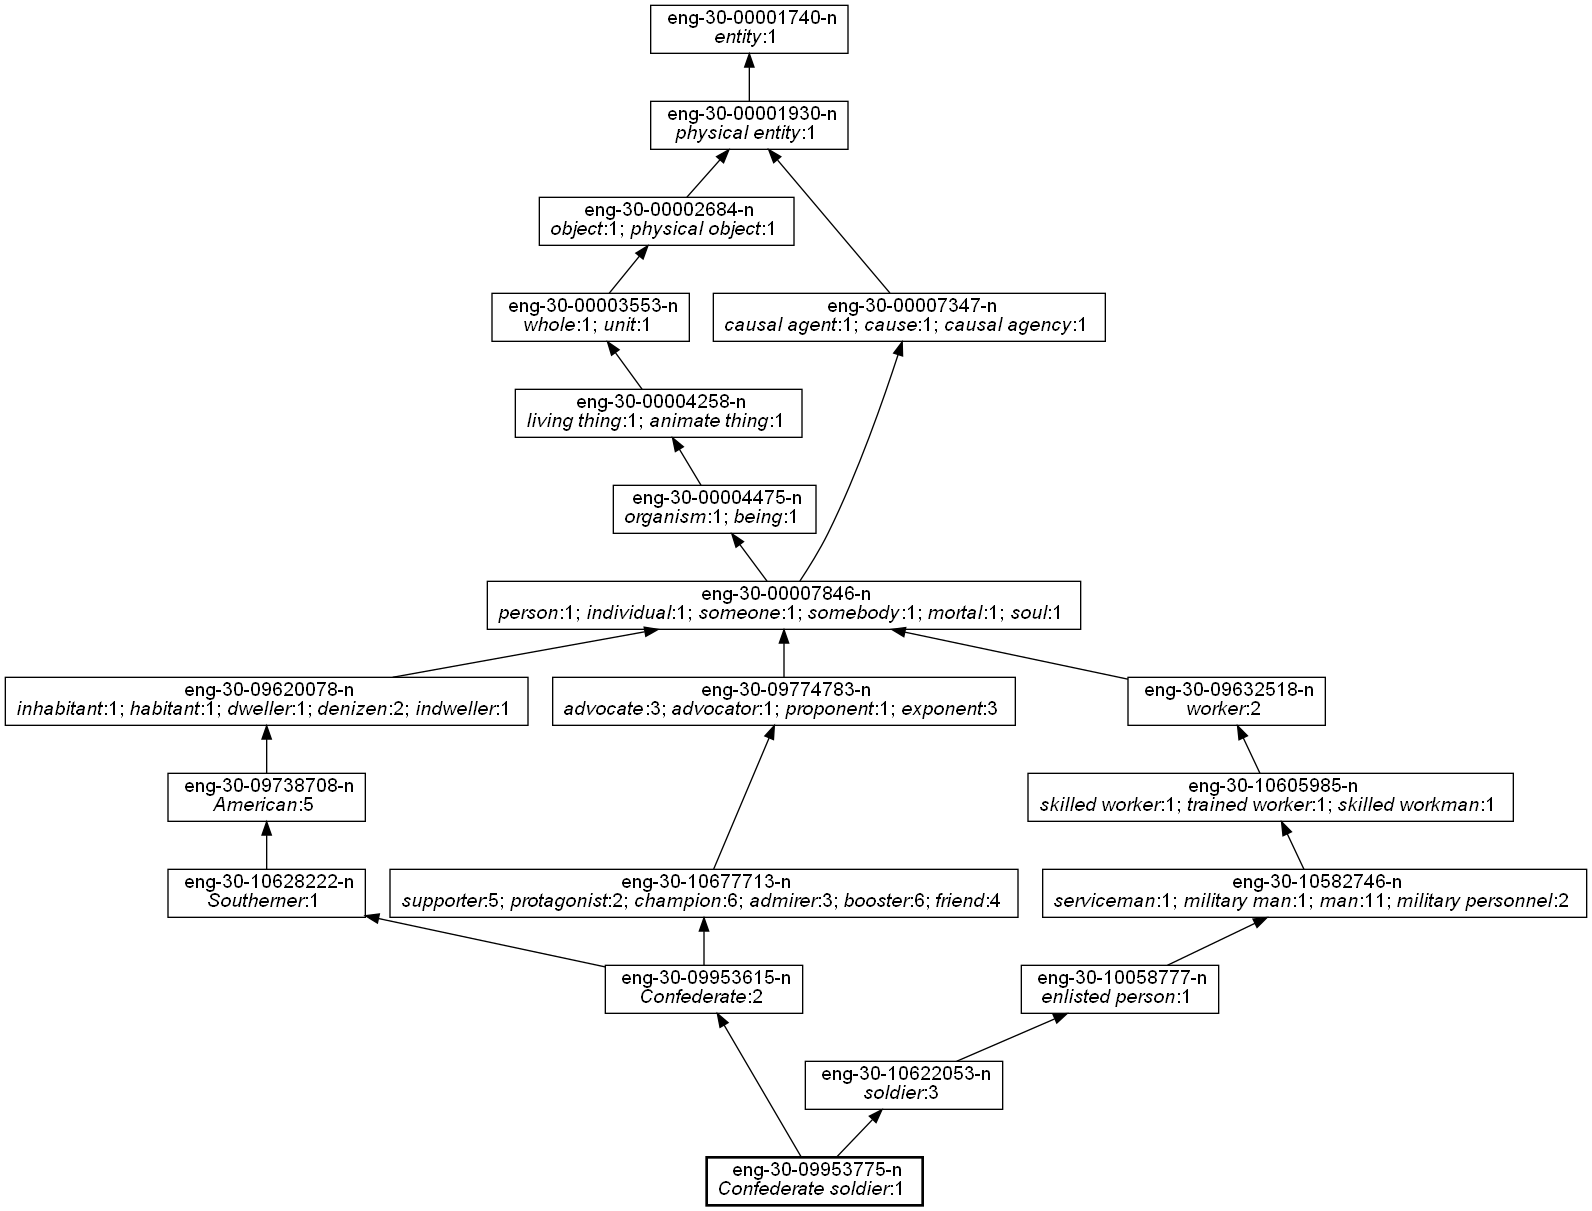 eng-30-00001740-n
entity:1
eng-30-00001930-n
physical entity:1
eng-30-00002684-n
object:1; physical object:1
eng-30-00003553-n
whole:1; unit:1
eng-30-00007347-n
causal agent:1; cause:1; causal agency:1
eng-30-00004258-n
living thing:1; animate thing:1
eng-30-00004475-n
organism:1; being:1
eng-30-00007846-n
person:1; individual:1; someone:1; somebody:1; mortal:1; soul:1
eng-30-09620078-n
inhabitant:1; habitant:1; dweller:1; denizen:2; indweller:1
eng-30-09774783-n
advocate:3; advocator:1; proponent:1; exponent:3
eng-30-09632518-n
worker:2
eng-30-09738708-n
American:5
eng-30-10605985-n
skilled worker:1; trained worker:1; skilled workman:1
eng-30-10628222-n
Southerner:1
eng-30-10677713-n
supporter:5; protagonist:2; champion:6; admirer:3; booster:6; friend:4
eng-30-10582746-n
serviceman:1; military man:1; man:11; military personnel:2
eng-30-09953615-n
Confederate:2
eng-30-10058777-n
enlisted person:1
eng-30-10622053-n
soldier:3
eng-30-09953775-n
Confederate soldier:1